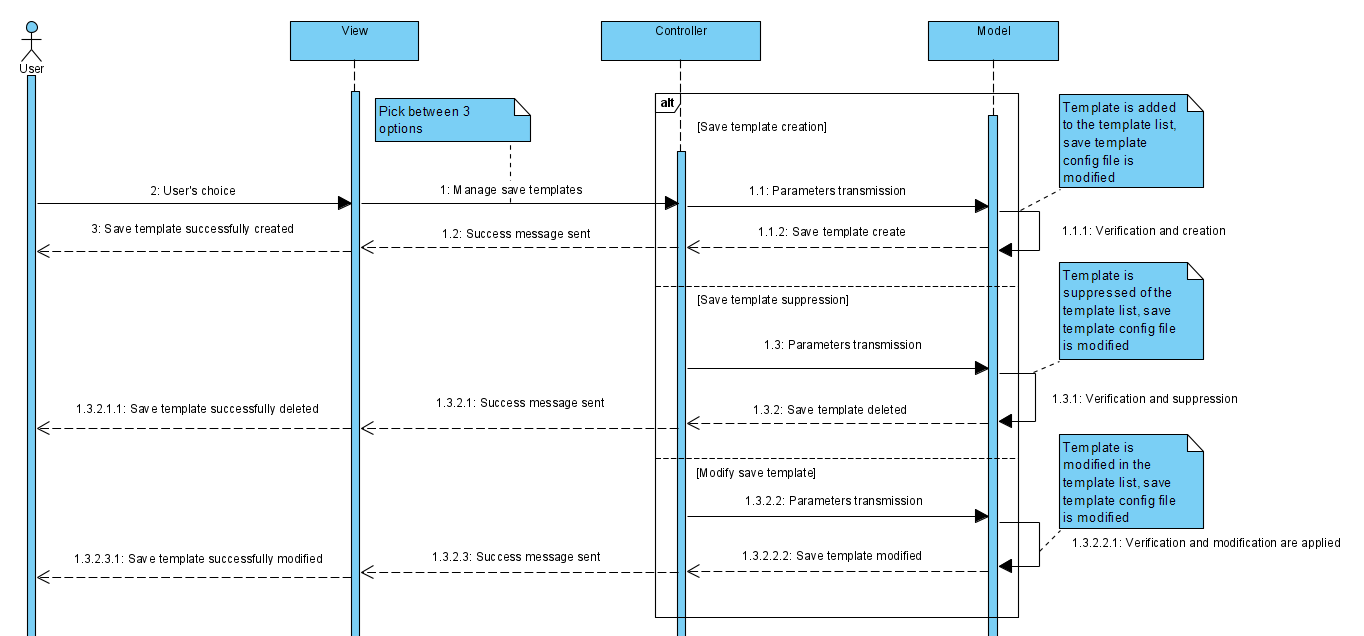 User
View
Controller
Model
Pick between 3
options
alt
[Save template creation]
Template is added
to the template list,
save template
config file is
modified
2: User's choice
1: Manage save templates
1.1: Parameters transmission
3: Save template successfully created
1.2: Success message sent
1.1.2: Save template create
1.1.1: Verification and creation
[Save template suppression]
Template is
suppressed of the
template list, save
template config file
is modified
1.3: Parameters transmission
1.3.2.1.1: Save template successfully deleted
1.3.2.1: Success message sent
1.3.2: Save template deleted
1.3.1: Verification and suppression
[Modify save template]
Template is
modified in the
template list, save
template config file
is modified
1.3.2.2: Parameters transmission
1.3.2.3.1: Save template successfully modified
1.3.2.3: Success message sent
1.3.2.2.2: Save template modified
1.3.2.2.1: Verification and modification are applied